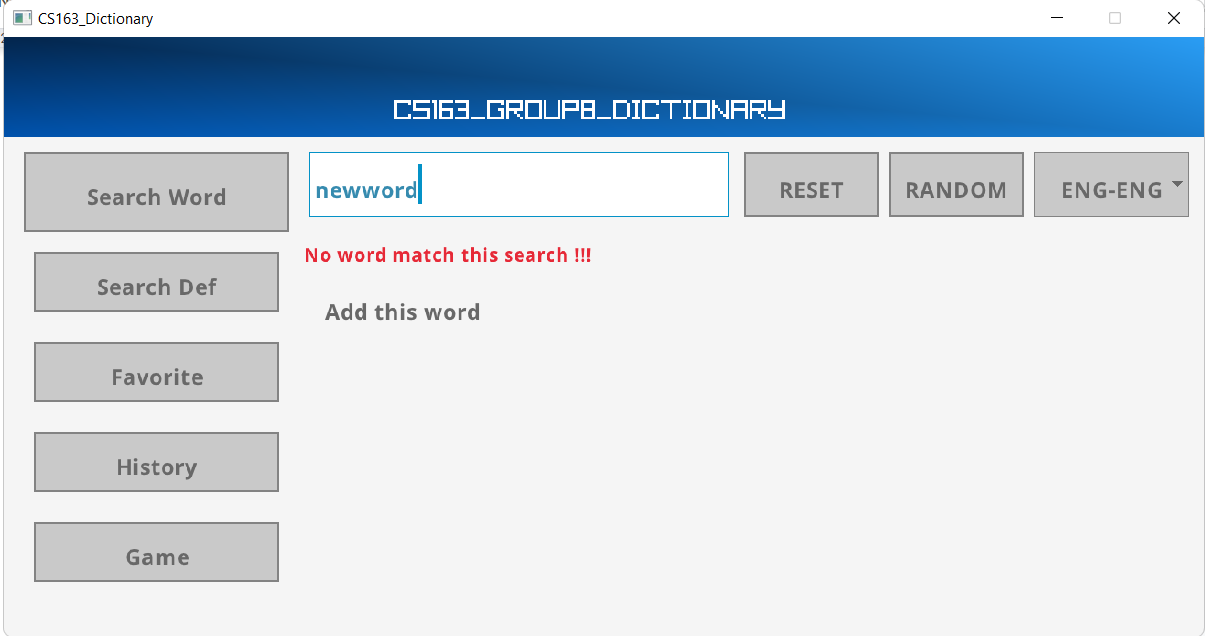 CS163_Dictionary
CS163_GROUP8_DICTIONARY
Search Word
newword
RESET
RANDOM
ENG-ENG
No word match this search !!!
Add this word
Search Def
Favorite
History
Game